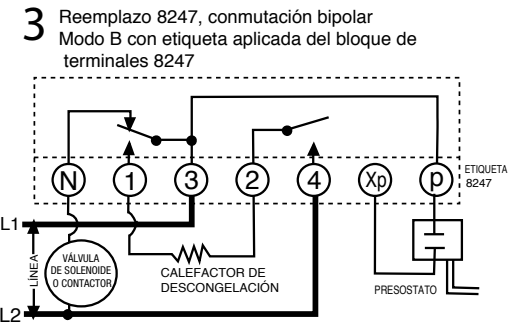 3 Reemplazo 8247, conmutación bipolar
Modo B con etiqueta aplicada del bloque de
terminales 8247
N 1 3 2 4 Xp p
ETIQUETA
8247
L1
LÍNEA
VÁLVULA
DE SOLENOIDE
O CONTACTOR
CALEFACTOR DE
DESCONGELACIÓN
PRESOSTATO
L2